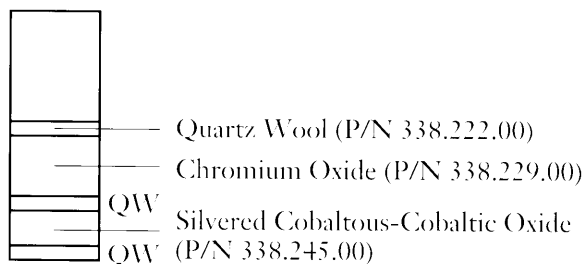 Quartz Wool (P/N 338.222.00)
Chromium Oxide (P/N 338.229.00)
QW
Silvered Cobaltous-Cobaltic Oxide
QW (P/N 338.245.00)